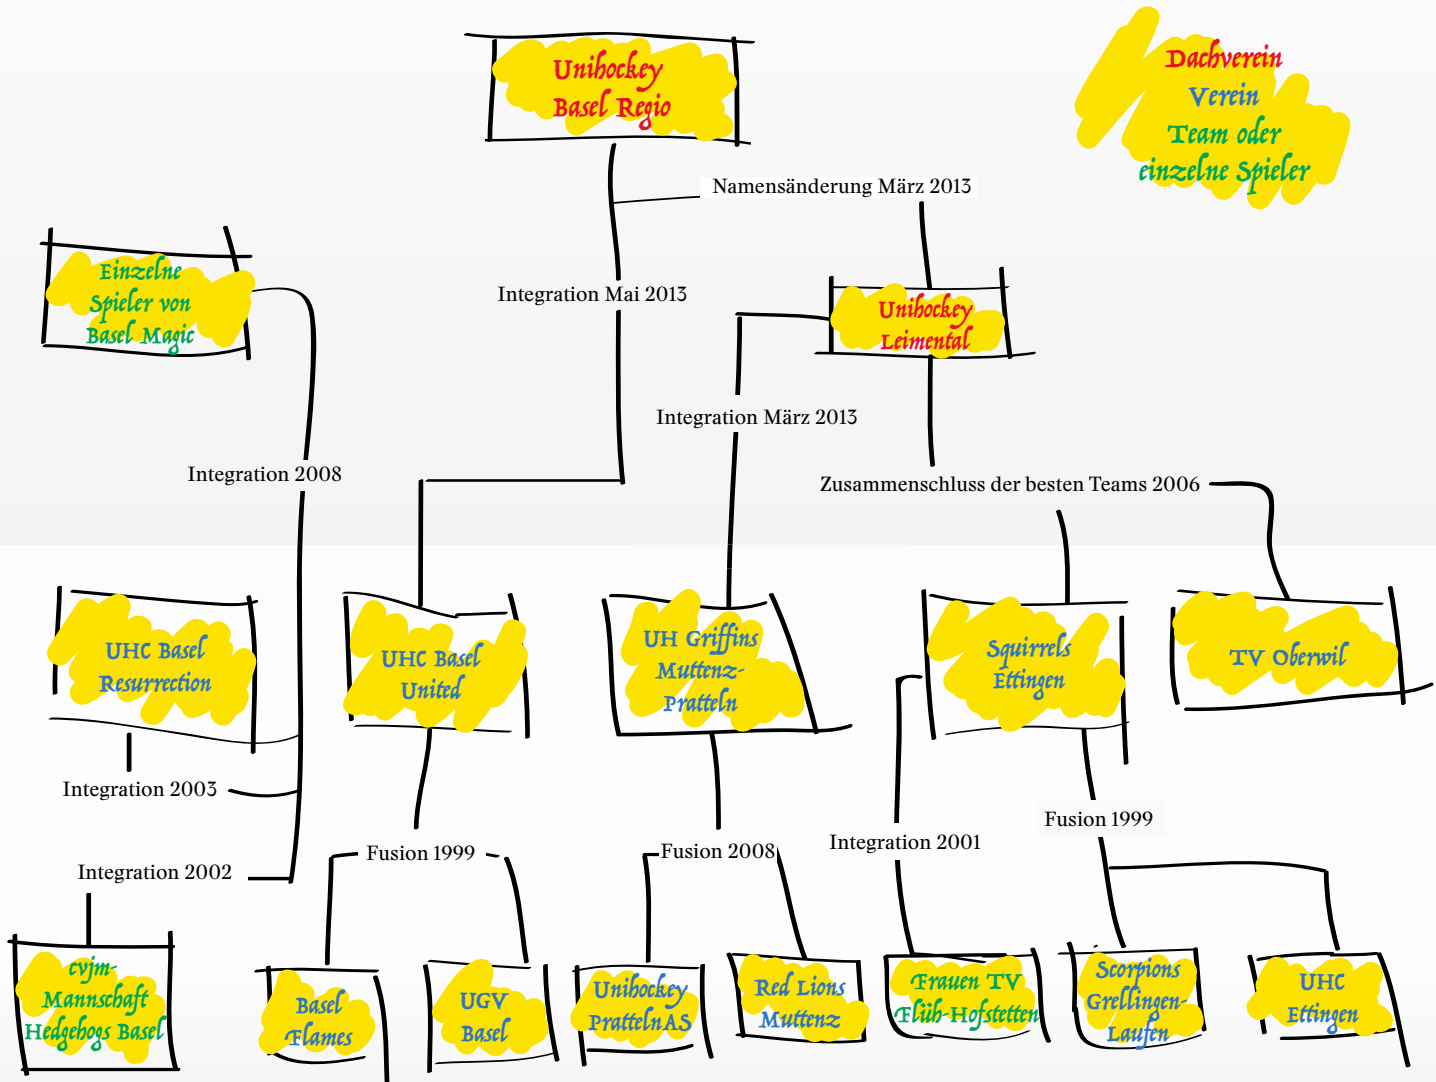 Unihockey
Basel Regio
Dachverein
Verein
Team oder
einzelne Spieler
Namensänderung März 2013
Einzelne
Spieler von
Basel Magic
Integration Mai 2013
Unihockey
Leimental
Integration März 2013
Integration 2008
Zusammenschluss der besten Teams 2006
UHC Basel
Resurrection
UHC Basel
United
UH Griffins
Muttenz-
Pratteln
Squirrels
Ettingen
TV Oberwil
Integration 2003
Fusion 1999
Integration 2002
Fusion 1999
Fusion 2008
Integration 2001
cvjm-
Mannschaft
Hedgehogs Basel
Basel
Flames
UGV
Basel
Unihockey
PrattelnAS
Red Lions
Muttenz
Frauen TV
Flüh-Hofstetten
Scorpions
Grellingen-
Laufen
UHC
Ettingen